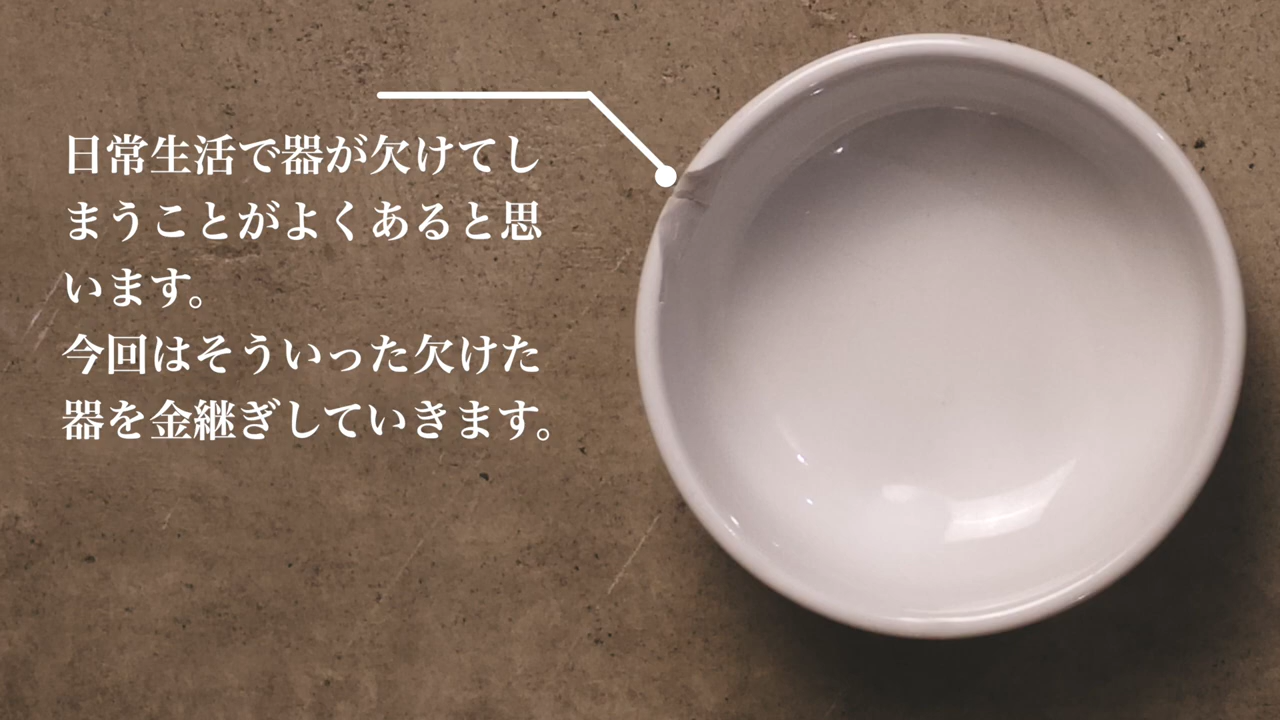 日常生活で器が欠けてし
まうことがよくあると思
います。
今回はそういった欠けた
器を金継ぎしていきます。